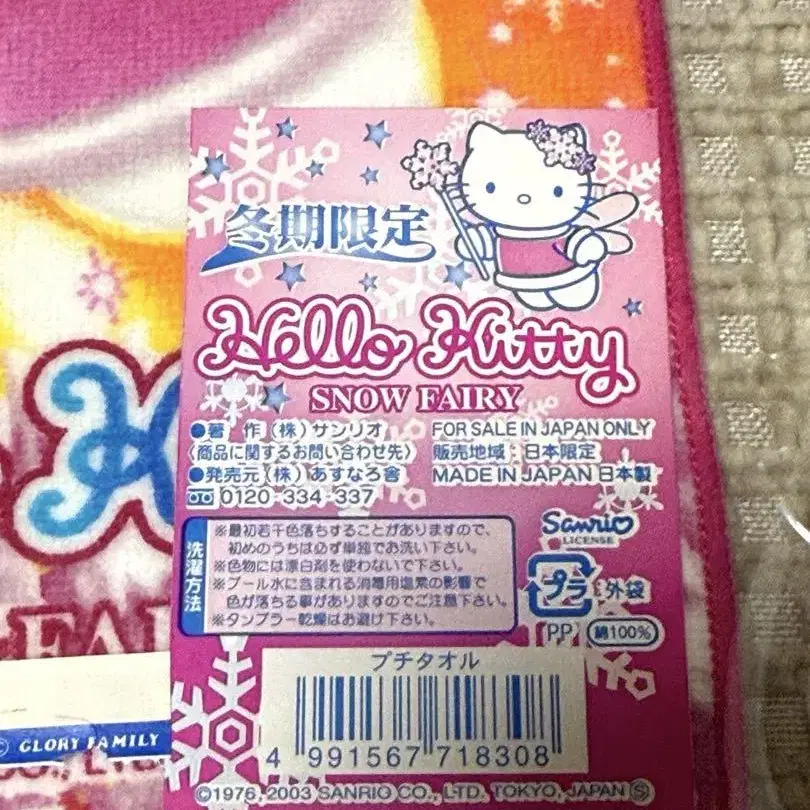 冬期限定
Hello Kitty
SNOW FAIRY
●著 作(株)サンリオ
〈商品に関するお問い合わせ先〉
●発売元(株)あすなろ舎
0120-334-337
FOR SALE IN JAPAN ONLY
販売地域:日本限定
MADE IN JAPAN 日本製
洗濯方法
※最初若干色落ちすることがありますので、
初めのうちは必ず単独でお洗い下さい。
※色物には漂白剤を使わないで下さい。
※プール水に含まれる消毒用塩素の影響で
色が落ちる事がありますのでご注意下さい。
※タンブラー乾燥はお避け下さい。
Sanrio
LICENSE
プラ 外袋
P.P 綿100%
プチタオル
4 991567 718308
©1976, 2003 SANRIO CO., LTD. TOKYO, JAPAN Ⓢ
© GLORY FAMILY